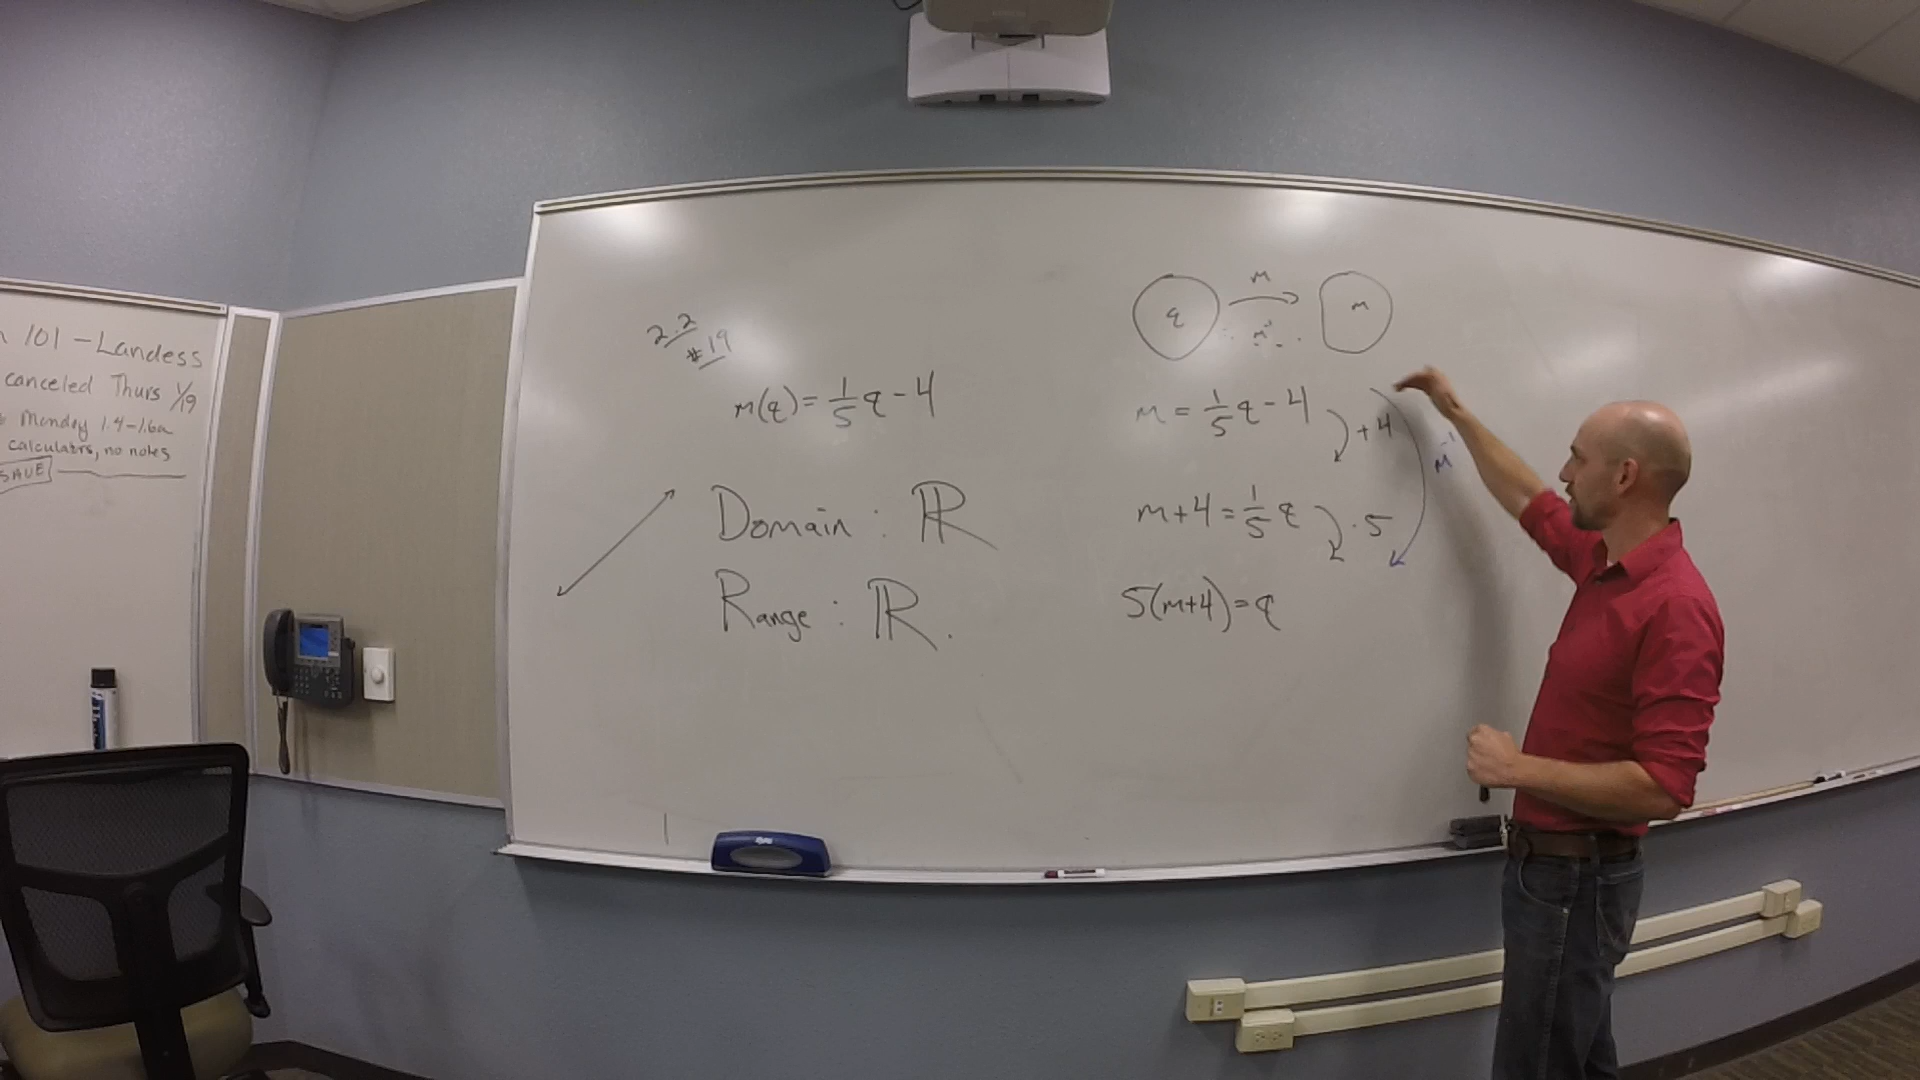 101 - Landess
canceled Thurs 1/19
Monday 1.4-1.6a
calculators, no notes
SAVE
2.2
#19
m(q) = 1/5 q - 4
Domain : ℝ
Range : ℝ.
q m m
m⁻¹
m = 1/5 q - 4
+ 4
m⁻¹
m+4 = 1/5 q
· 5
5(m+4) = q